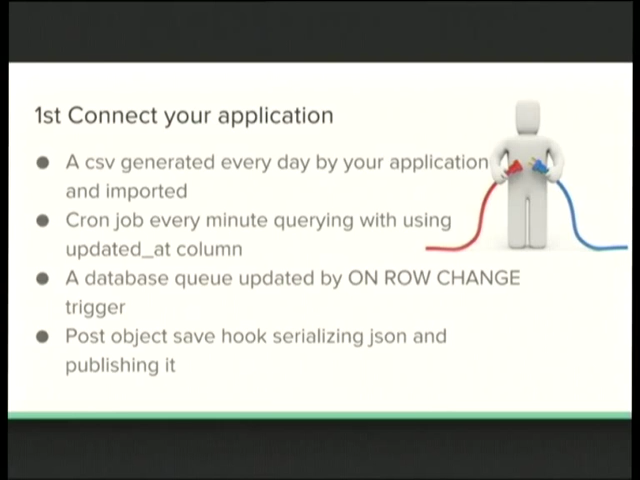 1st Connect your application
● A csv generated every day by your application
and imported
● Cron job every minute querying with using
updated_at column
● A database queue updated by ON ROW CHANGE
trigger
● Post object save hook serializing json and
publishing it